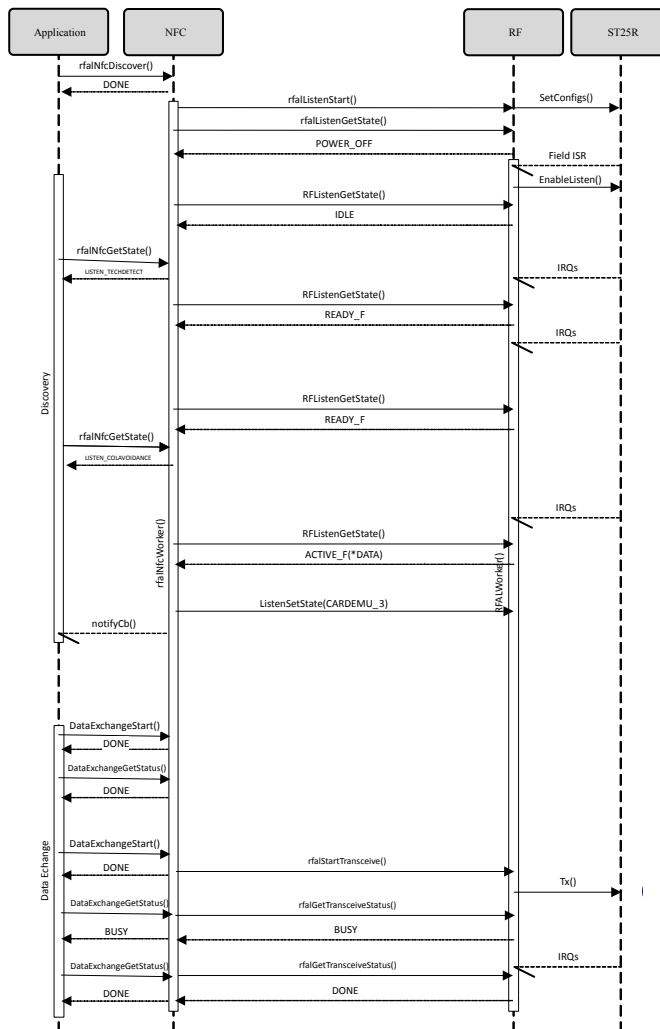 Application
NFC
RF
ST25R
rfalNfcDiscover()
DONE
rfalListenStart()
SetConfigs()
rfalListenGetState()
POWER_OFF
Field ISR
EnableListen()
RFListenGetState()
IDLE
rfalNfcGetState()
LISTEN_TECHDETECT
IRQs
RFListenGetState()
READY_F
IRQs
Discovery
RFListenGetState()
READY_F
rfalNfcGetState()
LISTEN_COLAVOIDANCE
IRQs
rfalNfcWorker()
RFListenGetState()
ACTIVE_F(*DATA)
RFALWorker()
ListenSetState(CARDEMU_3)
notifyCb()
DataExchangeStart()
DONE
DataExchangeGetStatus()
DONE
Data Echange
DataExchangeStart()
rfalStartTransceive()
DONE
Tx()
DataExchangeGetStatus()
rfalGetTransceiveStatus()
BUSY
BUSY
IRQs
DataExchangeGetStatus()
rfalGetTransceiveStatus()
DONE
DONE